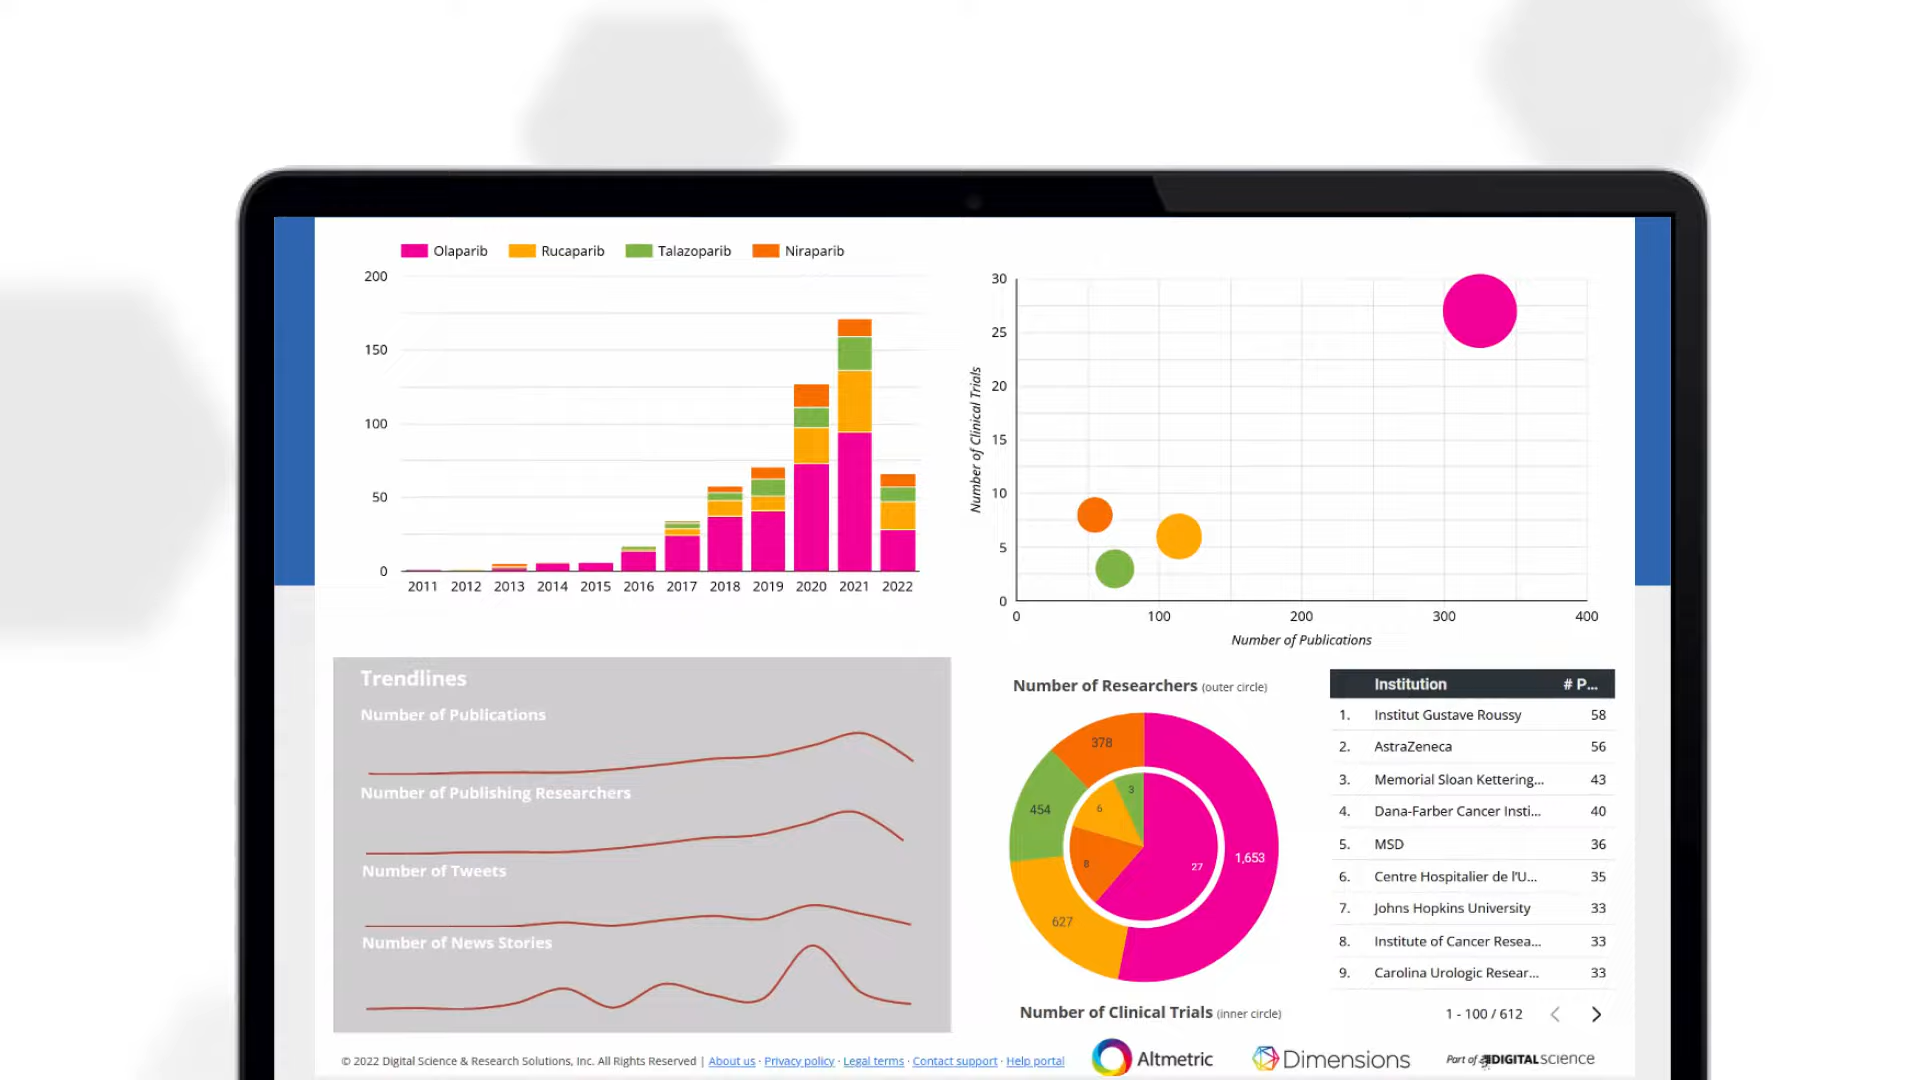 Olaparib Rucaparib Talazoparib Niraparib
200
150
100
50
0
2011 2012 2013 2014 2015 2016 2017 2018 2019 2020 2021 2022
30
25
20
15
10
5
0
Number of Clinical Trials
0 100 200 300 400
Number of Publications
Trendlines
Number of Publications
Number of Publishing Researchers
Number of Tweets
Number of News Stories
Number of Researchers (outer circle)
378
454
627
1,653
3
6
8
27
Number of Clinical Trials (inner circle)
Institution # P...
1. Institut Gustave Roussy 58
2. AstraZeneca 56
3. Memorial Sloan Kettering... 43
4. Dana-Farber Cancer Insti... 40
5. MSD 36
6. Centre Hospitalier de l'U... 35
7. Johns Hopkins University 33
8. Institute of Cancer Resea... 33
9. Carolina Urologic Resear... 33
1 - 100 / 612
© 2022 Digital Science & Research Solutions, Inc. All Rights Reserved | About us · Privacy policy · Legal terms · Contact support · Help portal
Altmetric
Dimensions
Part of DIGITALSCIENCE